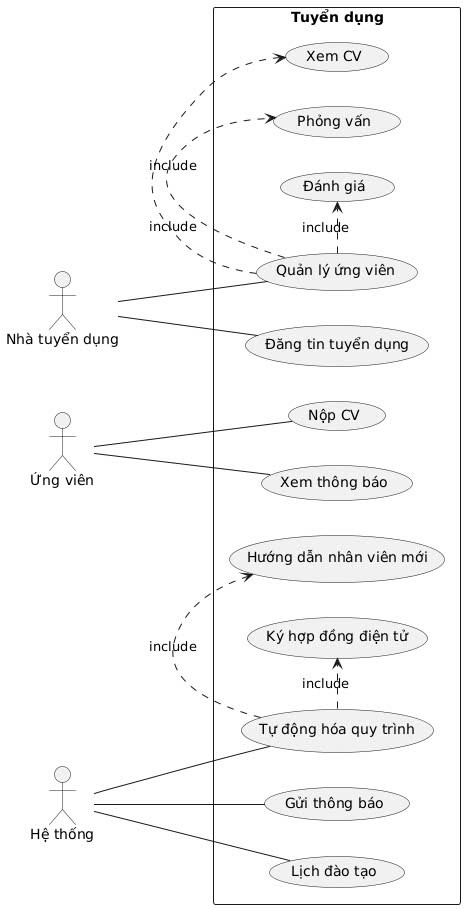 Tuyển dụng
Xem CV
Phỏng vấn
include
Đánh giá
include
include
Quản lý ứng viên
Nhà tuyển dụng
Đăng tin tuyển dụng
Nộp CV
Ứng viên
Xem thông báo
Hướng dẫn nhân viên mới
Ký hợp đồng điện tử
include
include
Tự động hóa quy trình
Gửi thông báo
Hệ thống
Lịch đào tạo